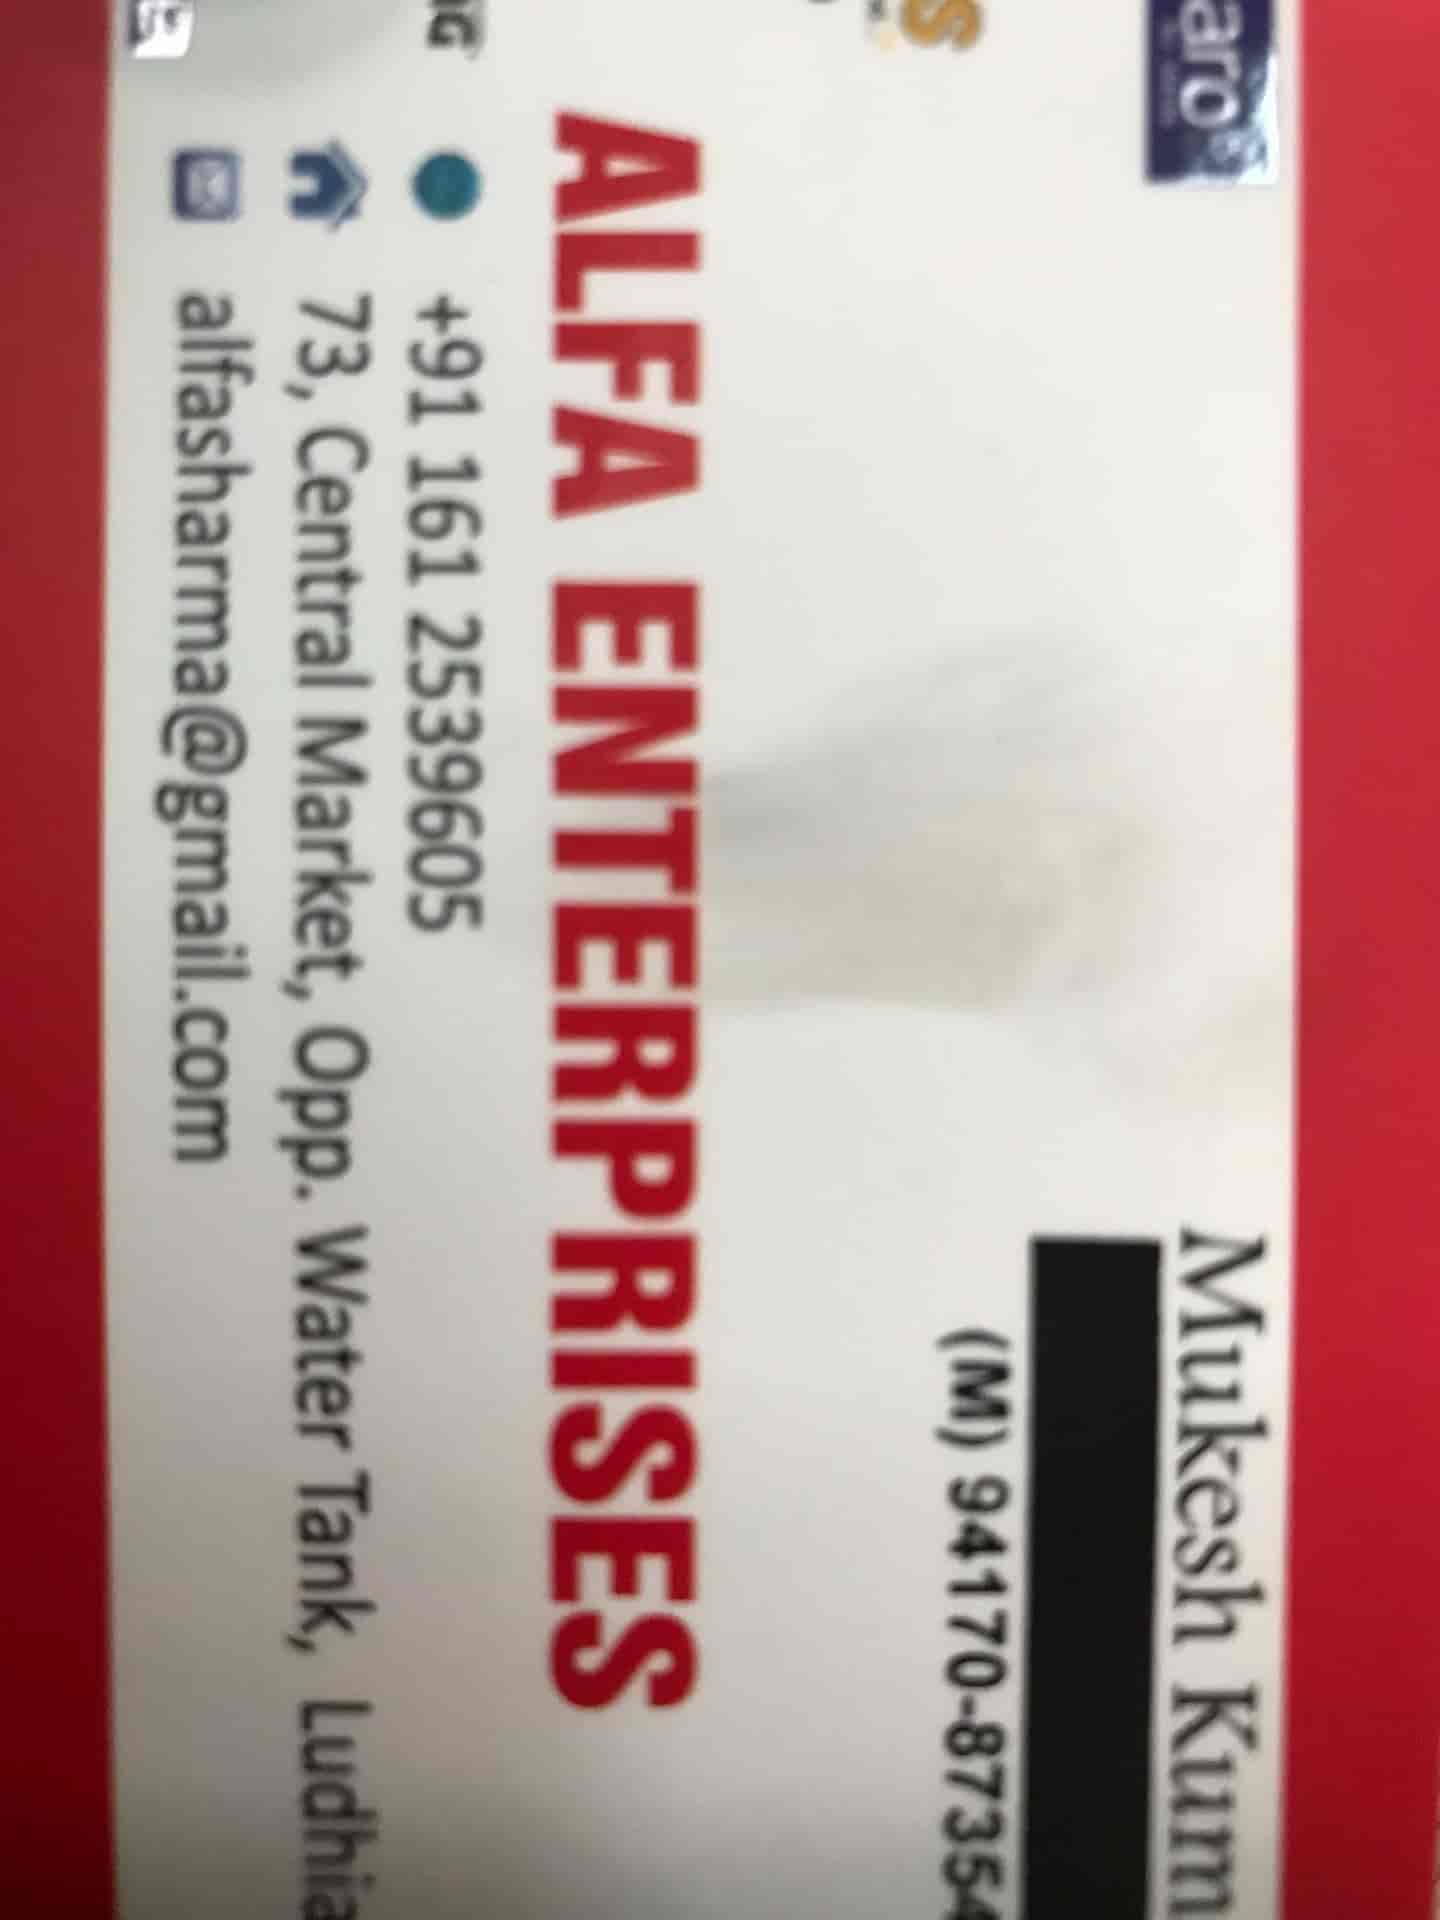 aro
Mukesh Kum
(M) 94170-87354
S
ALFA ENTERPRISES
+91 161 2539605
73, Central Market, Opp. Water Tank, Ludhia
alfasharma@gmail.com